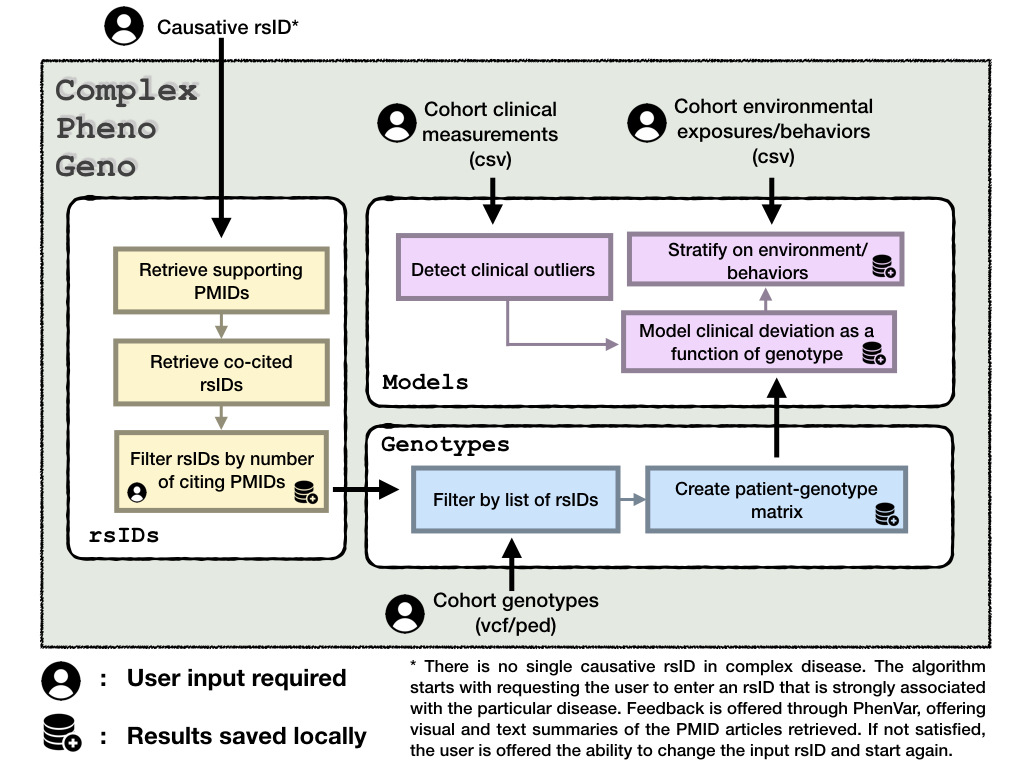 Causative rsID*
Complex
Pheno
Geno
Cohort clinical
measurements
(csv)
Cohort environmental
exposures/behaviors
(csv)
Retrieve supporting
PMIDs
Retrieve co-cited
rsIDs
Filter rsIDs by number
of citing PMIDs
rsIDs
Detect clinical outliers
Stratify on environment/
behaviors
Model clinical deviation as a
function of genotype
Models
Genotypes
Filter by list of rsIDs
Create patient-genotype
matrix
Cohort genotypes
(vcf/ped)
: User input required
: Results saved locally
* There is no single causative rsID in complex disease. The algorithm
starts with requesting the user to enter an rsID that is strongly associated
with the particular disease. Feedback is offered through PhenVar, offering
visual and text summaries of the PMID articles retrieved. If not satisfied,
the user is offered the ability to change the input rsID and start again.